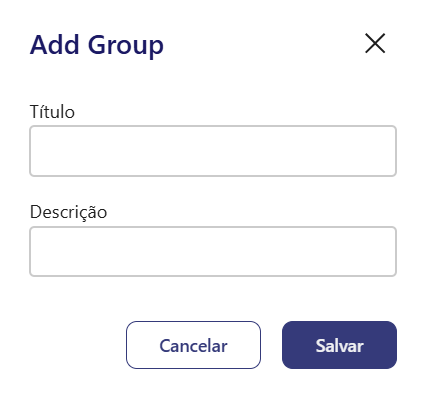 Add Group
Título
Descrição
Cancelar
Salvar